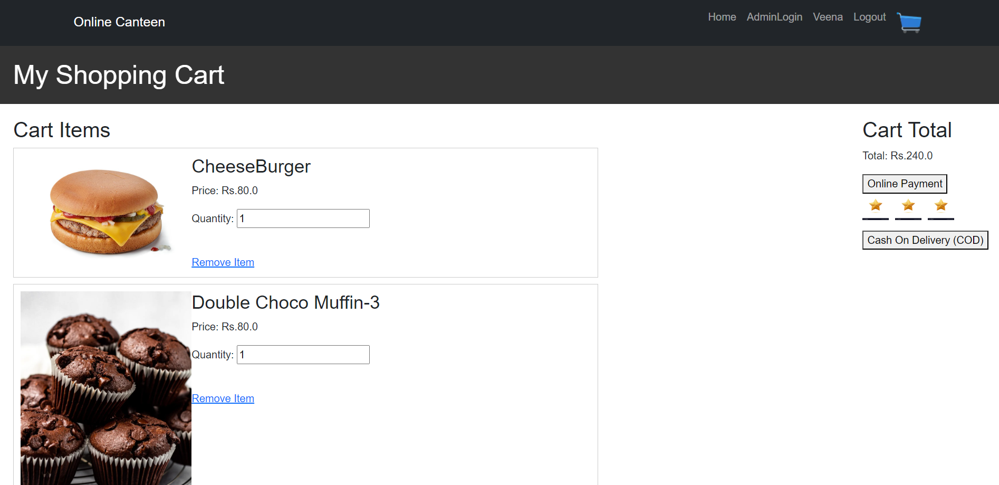 Online Canteen
Home AdminLogin Veena Logout
My Shopping Cart
Cart Items
CheeseBurger
Price: Rs.80.0
Quantity: 1
Remove Item
Double Choco Muffin-3
Price: Rs.80.0
Quantity: 1
Remove Item
Cart Total
Total: Rs.240.0
Online Payment
Cash On Delivery (COD)